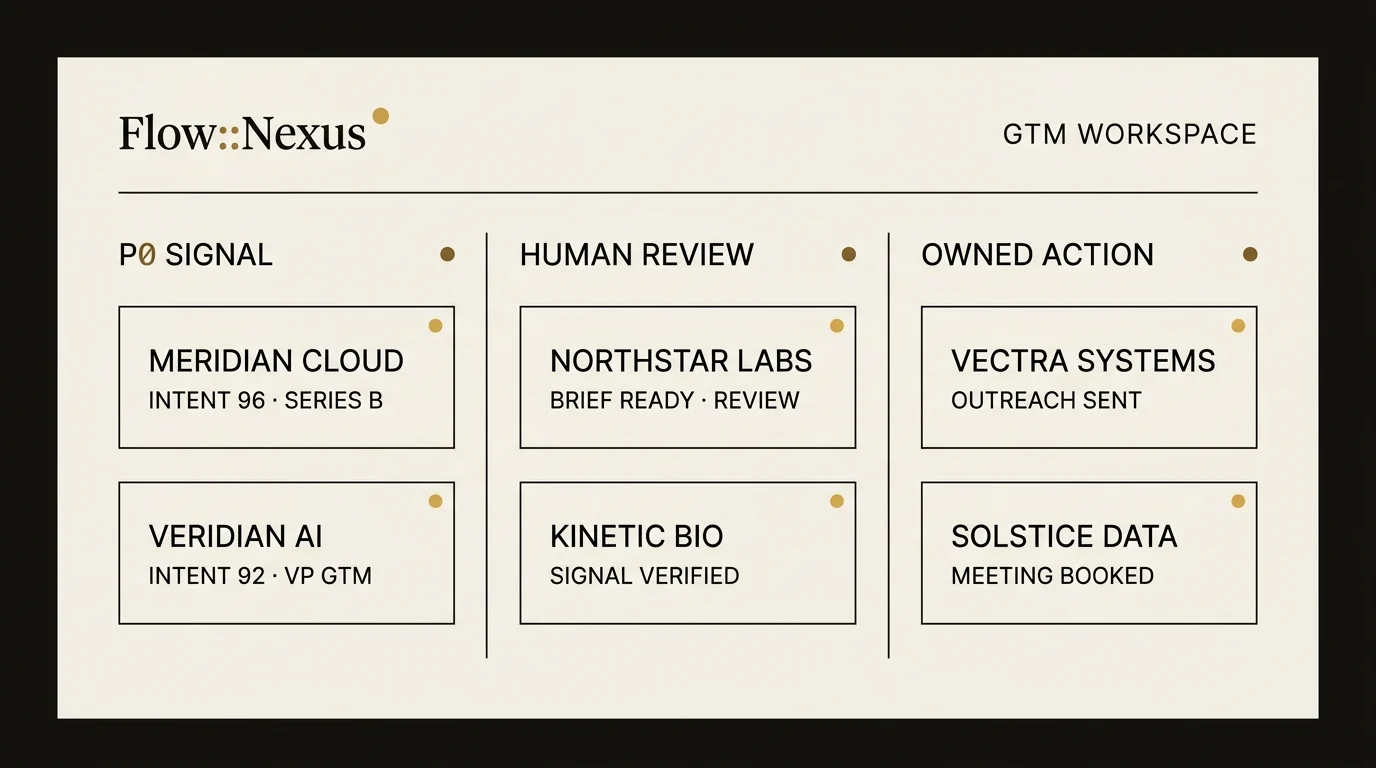 Flow::Nexus
GTM WORKSPACE
P0 SIGNAL
MERIDIAN CLOUD
INTENT 96 · SERIES B
VERIDIAN AI
INTENT 92 · VP GTM
HUMAN REVIEW
NORTHSTAR LABS
BRIEF READY · REVIEW
KINETIC BIO
SIGNAL VERIFIED
OWNED ACTION
VECTRA SYSTEMS
OUTREACH SENT
SOLSTICE DATA
MEETING BOOKED